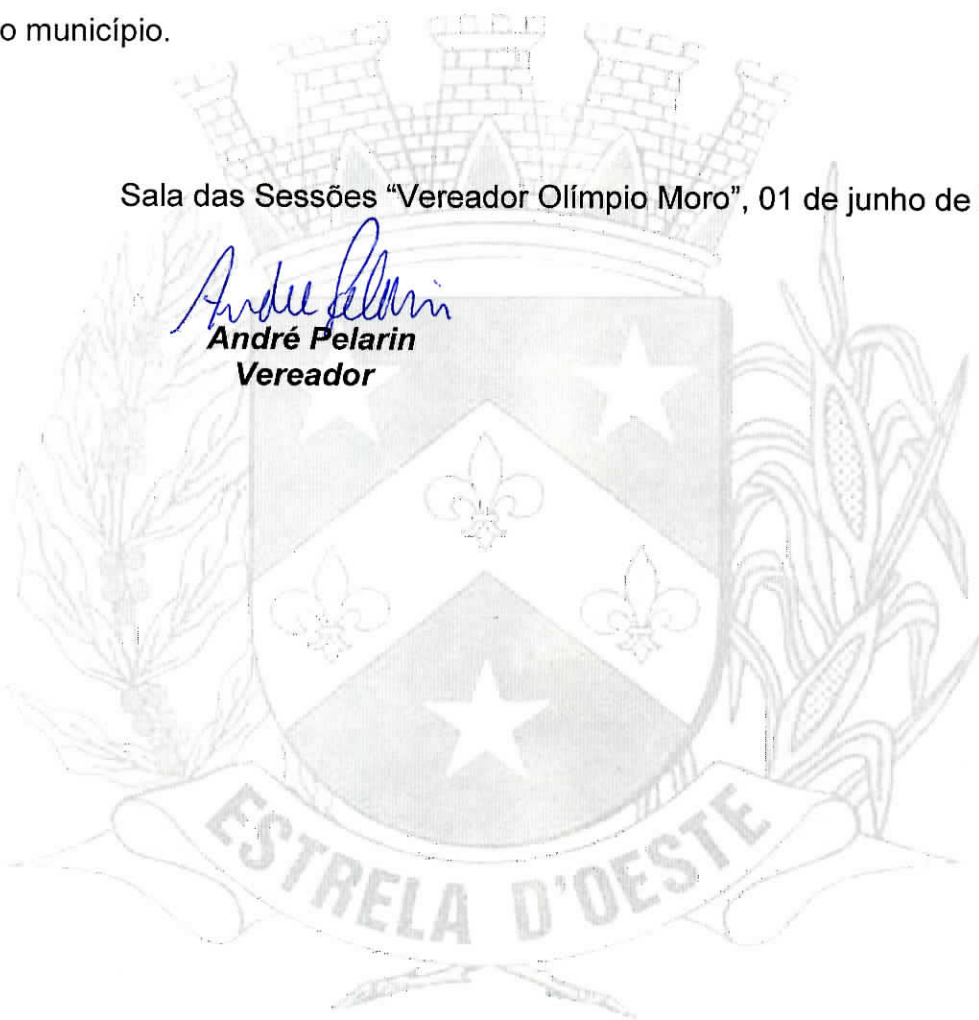 o município.
Sala das Sessões “Vereador Olímpio Moro”, 01 de junho de
André Pelarin
André Pelarin
Vereador
ESTRELA D'OESTE